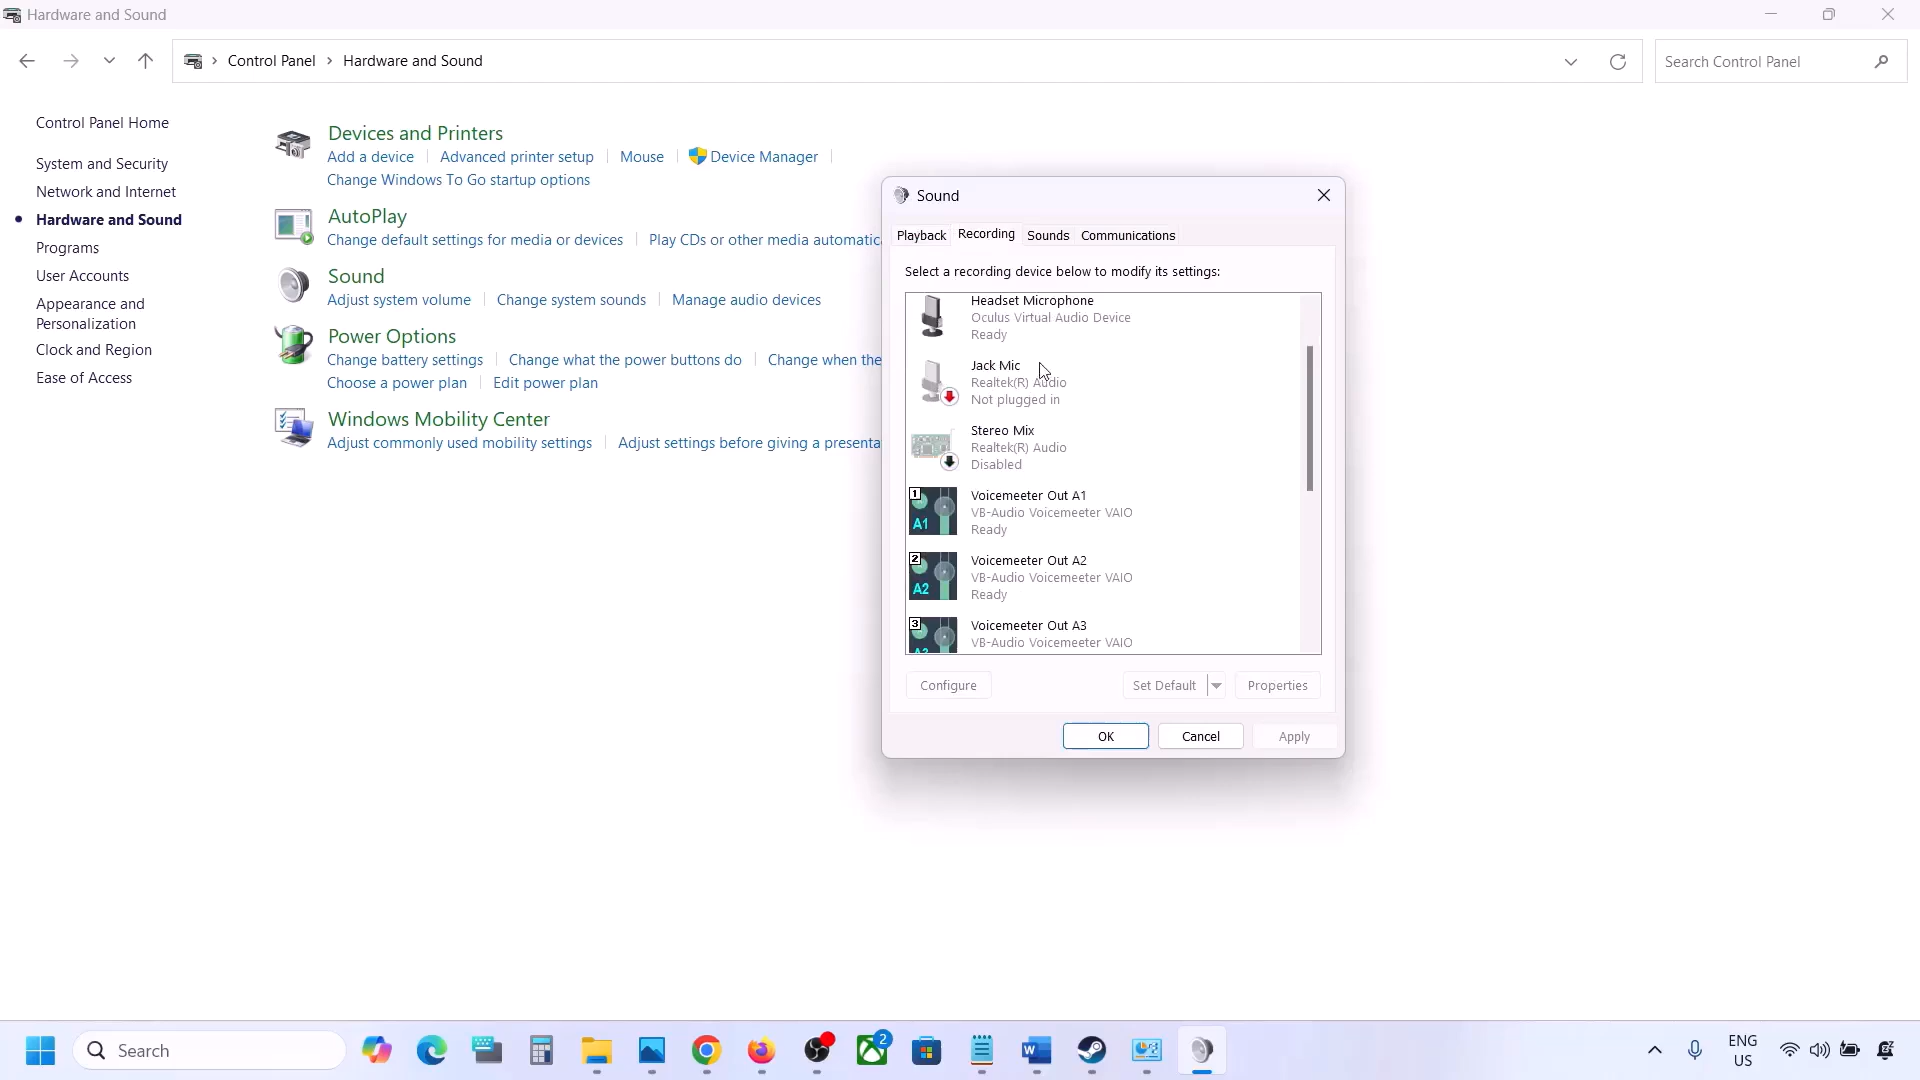 Hardware and Sound
Control Panel > Hardware and Sound
Search Control Panel
Control Panel Home
System and Security
Network and Internet
Hardware and Sound
Programs
User Accounts
Appearance and
Personalization
Clock and Region
Ease of Access
Devices and Printers
Add a device
Advanced printer setup
Mouse
Device Manager
Change Windows To Go startup options
AutoPlay
Change default settings for media or devices
Play CDs or other media automatica
Sound
Adjust system volume
Change system sounds
Manage audio devices
Power Options
Change battery settings
Change what the power buttons do
Change when the
Choose a power plan
Edit power plan
Windows Mobility Center
Adjust commonly used mobility settings
Adjust settings before giving a presenta
Sound
Playback
Recording
Sounds
Communications
Select a recording device below to modify its settings:
Headset Microphone
Oculus Virtual Audio Device
Ready
Jack Mic
Realtek(R) Audio
Not plugged in
Stereo Mix
Realtek(R) Audio
Disabled
1
A1
Voicemeeter Out A1
VB-Audio Voicemeeter VAIO
Ready
2
A2
Voicemeeter Out A2
VB-Audio Voicemeeter VAIO
Ready
3
A3
Voicemeeter Out A3
VB-Audio Voicemeeter VAIO
Configure
Set Default
Properties
OK
Cancel
Apply
Search
2
ENG
US